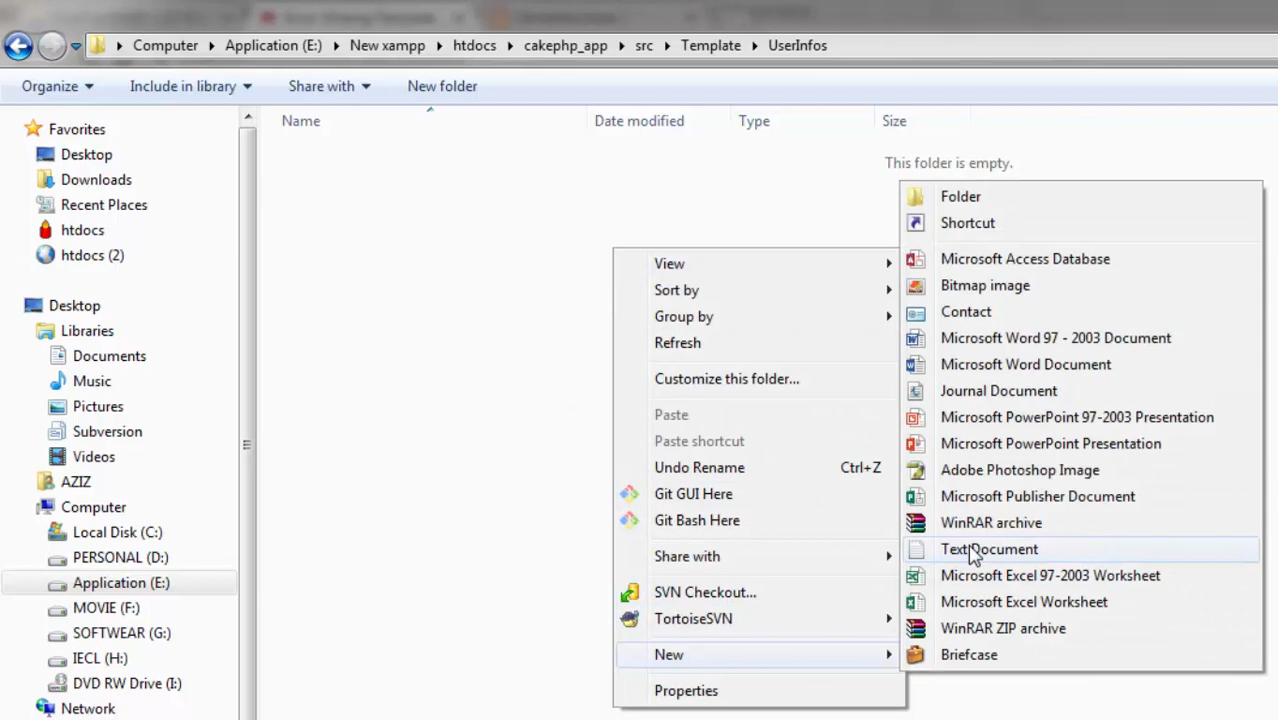 Computer Application (E:) New xampp htdocs cakephp_app src Template UserInfos
Organize Include in library Share with New folder
Name Date modified Type Size
This folder is empty.
Favorites
Desktop
Downloads
Recent Places
htdocs
htdocs (2)
Desktop
Libraries
Documents
Music
Pictures
Subversion
Videos
AZIZ
Computer
Local Disk (C:)
PERSONAL (D:)
Application (E:)
MOVIE (F:)
SOFTWEAR (G:)
IECL (H:)
DVD RW Drive (I:)
Network
View
Sort by
Group by
Refresh
Customize this folder...
Paste
Paste shortcut
Undo Rename Ctrl+Z
Git GUI Here
Git Bash Here
Share with
SVN Checkout...
TortoiseSVN
New
Properties
Folder
Shortcut
Microsoft Access Database
Bitmap image
Contact
Microsoft Word 97 - 2003 Document
Microsoft Word Document
Journal Document
Microsoft PowerPoint 97-2003 Presentation
Microsoft PowerPoint Presentation
Adobe Photoshop Image
Microsoft Publisher Document
WinRAR archive
Text Document
Microsoft Excel 97-2003 Worksheet
Microsoft Excel Worksheet
WinRAR ZIP archive
Briefcase